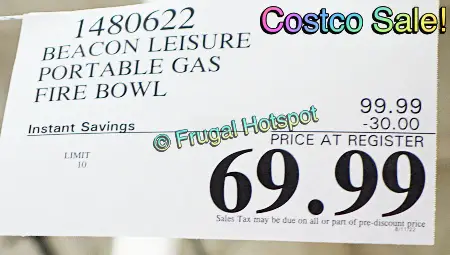 Costco Sale!
1480622
BEACON LEISURE
PORTABLE GAS
FIRE BOWL
99.99
Instant Savings -30.00
© Frugal Hotspot
PRICE AT REGISTER
LIMIT
10
69.99
Sales Tax may be due on all or part of pre-discount price